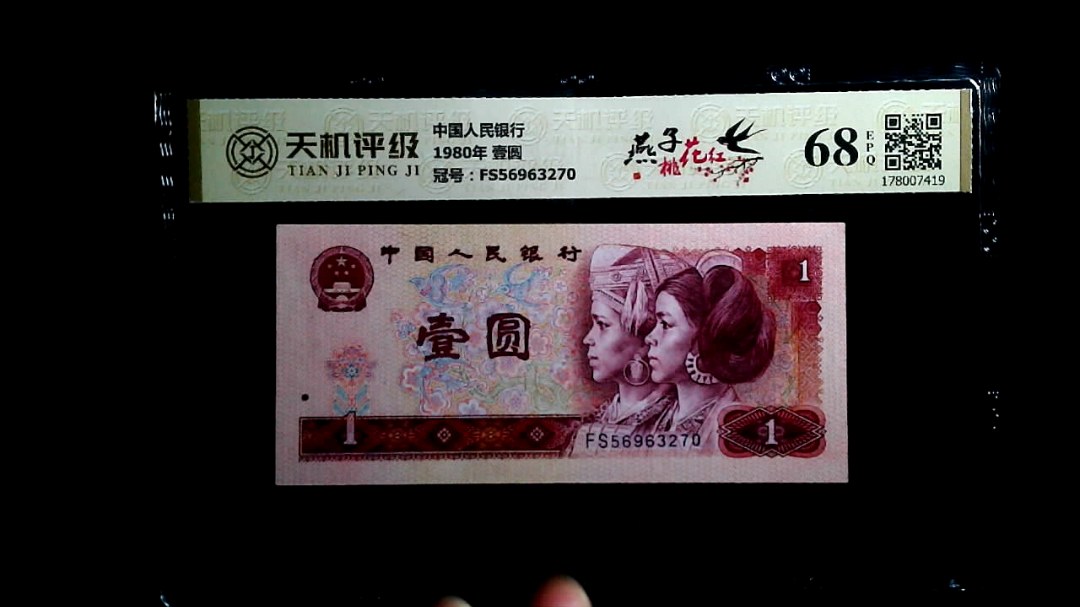 天机评级
TIAN JI PING JI
中国人民银行
1980年 壹圆
冠号：FS56963270
燕子
桃花红
68
EPQ
178007419
中国人民银行
1
壹圆
1
FS56963270
1